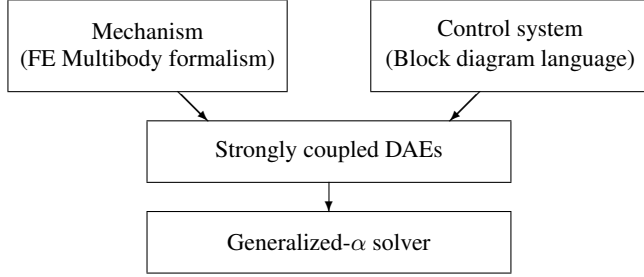 Mechanism
(FE Multibody formalism)
Control system
(Block diagram language)
Strongly coupled DAEs
Generalized-α solver